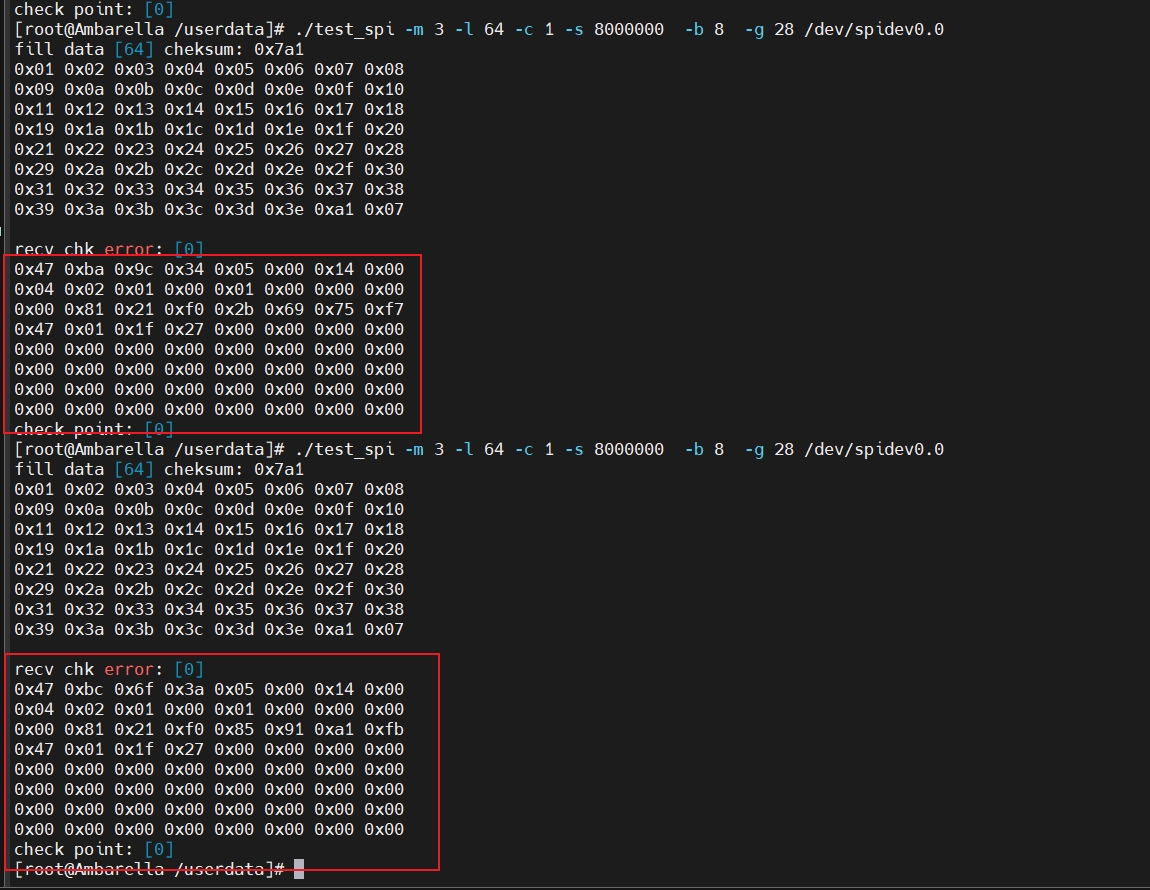 check point: [0]
[root@Ambarella /userdata]# ./test_spi -m 3 -l 64 -c 1 -s 8000000  -b 8  -g 28 /dev/spidev0.0
fill data [64] cheksum: 0x7a1
0x01 0x02 0x03 0x04 0x05 0x06 0x07 0x08
0x09 0x0a 0x0b 0x0c 0x0d 0x0e 0x0f 0x10
0x11 0x12 0x13 0x14 0x15 0x16 0x17 0x18
0x19 0x1a 0x1b 0x1c 0x1d 0x1e 0x1f 0x20
0x21 0x22 0x23 0x24 0x25 0x26 0x27 0x28
0x29 0x2a 0x2b 0x2c 0x2d 0x2e 0x2f 0x30
0x31 0x32 0x33 0x34 0x35 0x36 0x37 0x38
0x39 0x3a 0x3b 0x3c 0x3d 0x3e 0xa1 0x07
recv chk error: [0]
0x47 0xba 0x9c 0x34 0x05 0x00 0x14 0x00
0x04 0x02 0x01 0x00 0x01 0x00 0x00 0x00
0x00 0x81 0x21 0xf0 0x2b 0x69 0x75 0xf7
0x47 0x01 0x1f 0x27 0x00 0x00 0x00 0x00
0x00 0x00 0x00 0x00 0x00 0x00 0x00 0x00
0x00 0x00 0x00 0x00 0x00 0x00 0x00 0x00
0x00 0x00 0x00 0x00 0x00 0x00 0x00 0x00
0x00 0x00 0x00 0x00 0x00 0x00 0x00 0x00
check point: [0]
[root@Ambarella /userdata]# ./test_spi -m 3 -l 64 -c 1 -s 8000000  -b 8  -g 28 /dev/spidev0.0
fill data [64] cheksum: 0x7a1
0x01 0x02 0x03 0x04 0x05 0x06 0x07 0x08
0x09 0x0a 0x0b 0x0c 0x0d 0x0e 0x0f 0x10
0x11 0x12 0x13 0x14 0x15 0x16 0x17 0x18
0x19 0x1a 0x1b 0x1c 0x1d 0x1e 0x1f 0x20
0x21 0x22 0x23 0x24 0x25 0x26 0x27 0x28
0x29 0x2a 0x2b 0x2c 0x2d 0x2e 0x2f 0x30
0x31 0x32 0x33 0x34 0x35 0x36 0x37 0x38
0x39 0x3a 0x3b 0x3c 0x3d 0x3e 0xa1 0x07
recv chk error: [0]
0x47 0xbc 0x6f 0x3a 0x05 0x00 0x14 0x00
0x04 0x02 0x01 0x00 0x01 0x00 0x00 0x00
0x00 0x81 0x21 0xf0 0x85 0x91 0xa1 0xfb
0x47 0x01 0x1f 0x27 0x00 0x00 0x00 0x00
0x00 0x00 0x00 0x00 0x00 0x00 0x00 0x00
0x00 0x00 0x00 0x00 0x00 0x00 0x00 0x00
0x00 0x00 0x00 0x00 0x00 0x00 0x00 0x00
0x00 0x00 0x00 0x00 0x00 0x00 0x00 0x00
check point: [0]
[root@Ambarella /userdata]#